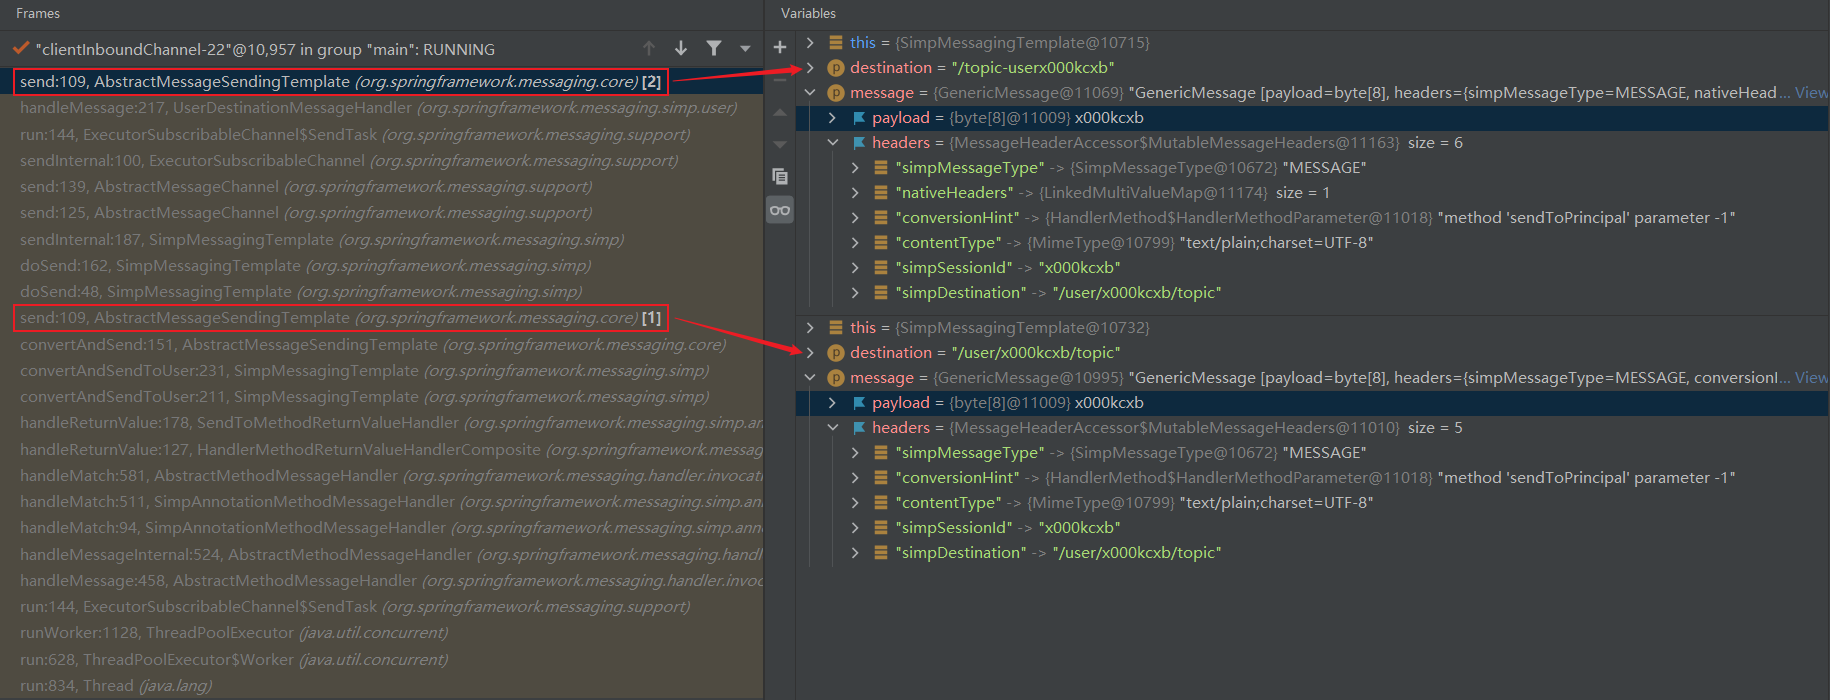 Frames
"clientInboundChannel-22"@10,957 in group "main": RUNNING
send:109, AbstractMessageSendingTemplate (org.springframework.messaging.core) [2]
handleMessage:217, UserDestinationMessageHandler (org.springframework.messaging.simp.user)
run:144, ExecutorSubscribableChannel$SendTask (org.springframework.messaging.support)
sendInternal:100, ExecutorSubscribableChannel (org.springframework.messaging.support)
send:139, AbstractMessageChannel (org.springframework.messaging.support)
send:125, AbstractMessageChannel (org.springframework.messaging.support)
sendInternal:187, SimpMessagingTemplate (org.springframework.messaging.simp)
doSend:162, SimpMessagingTemplate (org.springframework.messaging.simp)
doSend:48, SimpMessagingTemplate (org.springframework.messaging.simp)
send:109, AbstractMessageSendingTemplate (org.springframework.messaging.core) [1]
convertAndSend:151, AbstractMessageSendingTemplate (org.springframework.messaging.core)
convertAndSendToUser:231, SimpMessagingTemplate (org.springframework.messaging.simp)
convertAndSendToUser:211, SimpMessagingTemplate (org.springframework.messaging.simp)
handleReturnValue:178, SendToMethodReturnValueHandler (org.springframework.messaging.simp.an
handleReturnValue:127, HandlerMethodReturnValueHandlerComposite (org.springframework.messag
handleMatch:581, AbstractMethodMessageHandler (org.springframework.messaging.handler.invocati
handleMatch:511, SimpAnnotationMethodMessageHandler (org.springframework.messaging.simp.ann
handleMatch:94, SimpAnnotationMethodMessageHandler (org.springframework.messaging.simp.anno
handleMessageInternal:524, AbstractMethodMessageHandler (org.springframework.messaging.handl
handleMessage:458, AbstractMethodMessageHandler (org.springframework.messaging.handler.invoc
run:144, ExecutorSubscribableChannel$SendTask (org.springframework.messaging.support)
runWorker:1128, ThreadPoolExecutor (java.util.concurrent)
run:628, ThreadPoolExecutor$Worker (java.util.concurrent)
run:834, Thread (java.lang)
Variables
this = {SimpMessagingTemplate@10715}
destination = "/topic-userx000kcxb"
message = {GenericMessage@11069} "GenericMessage [payload=byte[8], headers={simpMessageType=MESSAGE, nativeHead... View
payload = {byte[8]@11009} x000kcxb
headers = {MessageHeaderAccessor$MutableMessageHeaders@11163} size = 6
"simpMessageType" -> {SimpMessageType@10672} "MESSAGE"
"nativeHeaders" -> {LinkedMultiValueMap@11174} size = 1
"conversionHint" -> {HandlerMethod$HandlerMethodParameter@11018} "method 'sendToPrincipal' parameter -1"
"contentType" -> {MimeType@10799} "text/plain;charset=UTF-8"
"simpSessionId" -> "x000kcxb"
"simpDestination" -> "/user/x000kcxb/topic"
this = {SimpMessagingTemplate@10732}
destination = "/user/x000kcxb/topic"
message = {GenericMessage@10995} "GenericMessage [payload=byte[8], headers={simpMessageType=MESSAGE, conversionI... View
payload = {byte[8]@11009} x000kcxb
headers = {MessageHeaderAccessor$MutableMessageHeaders@11010} size = 5
"simpMessageType" -> {SimpMessageType@10672} "MESSAGE"
"conversionHint" -> {HandlerMethod$HandlerMethodParameter@11018} "method 'sendToPrincipal' parameter -1"
"contentType" -> {MimeType@10799} "text/plain;charset=UTF-8"
"simpSessionId" -> "x000kcxb"
"simpDestination" -> "/user/x000kcxb/topic"